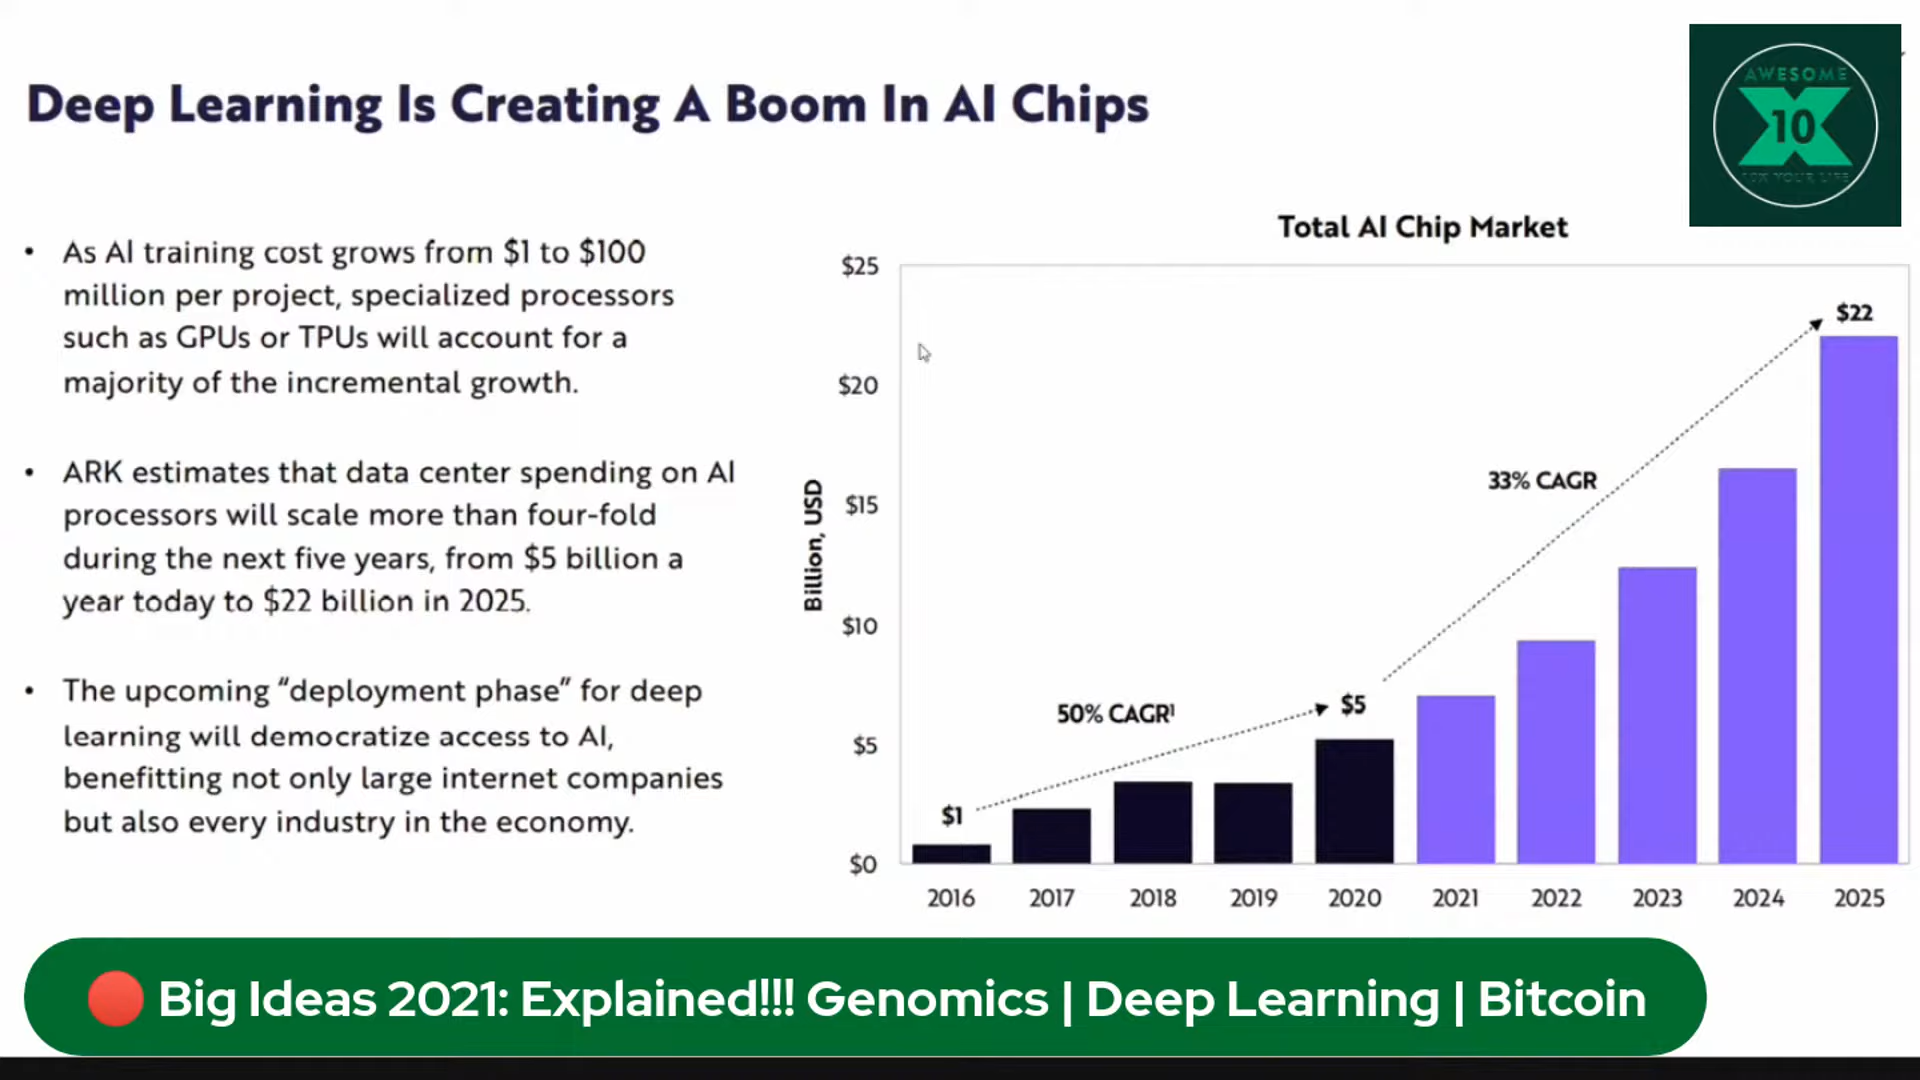 Deep Learning Is Creating A Boom In AI Chips
AWESOME
10
10X YOUR LIFE
• As AI training cost grows from $1 to $100
million per project, specialized processors
such as GPUs or TPUs will account for a
majority of the incremental growth.
• ARK estimates that data center spending on AI
processors will scale more than four-fold
during the next five years, from $5 billion a
year today to $22 billion in 2025.
• The upcoming “deployment phase” for deep
learning will democratize access to AI,
benefitting not only large internet companies
but also every industry in the economy.
Total AI Chip Market
Billion, USD
$25
$20
$15
$10
$5
$0
$1
50% CAGR¹
$5
33% CAGR
$22
2016 2017 2018 2019 2020 2021 2022 2023 2024 2025
Big Ideas 2021: Explained!!! Genomics | Deep Learning | Bitcoin